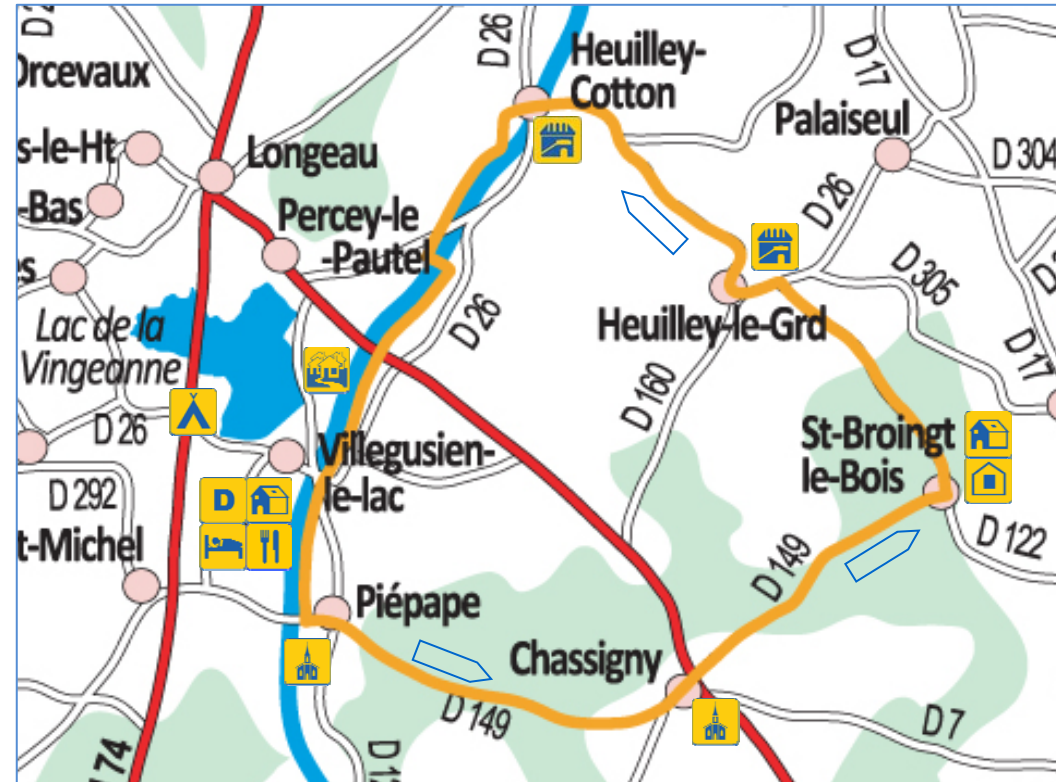 D 26
Heuilley-
Cotton
D 17
Orcevaux
Palaiseul
s-le-Ht
Longeau
D 304
-Bas
Percey-le
-Pautel
D 26
es
D 305
Lac de la
Vingeanne
D 26
Heuilley-le-Grd
D 17
D 160
D 26
St-Broingt
le-Bois
Villegusien-
le-lac
D 292
D
t-Michel
D 149
D 122
Piépape
Chassigny
D 149
D 7
74